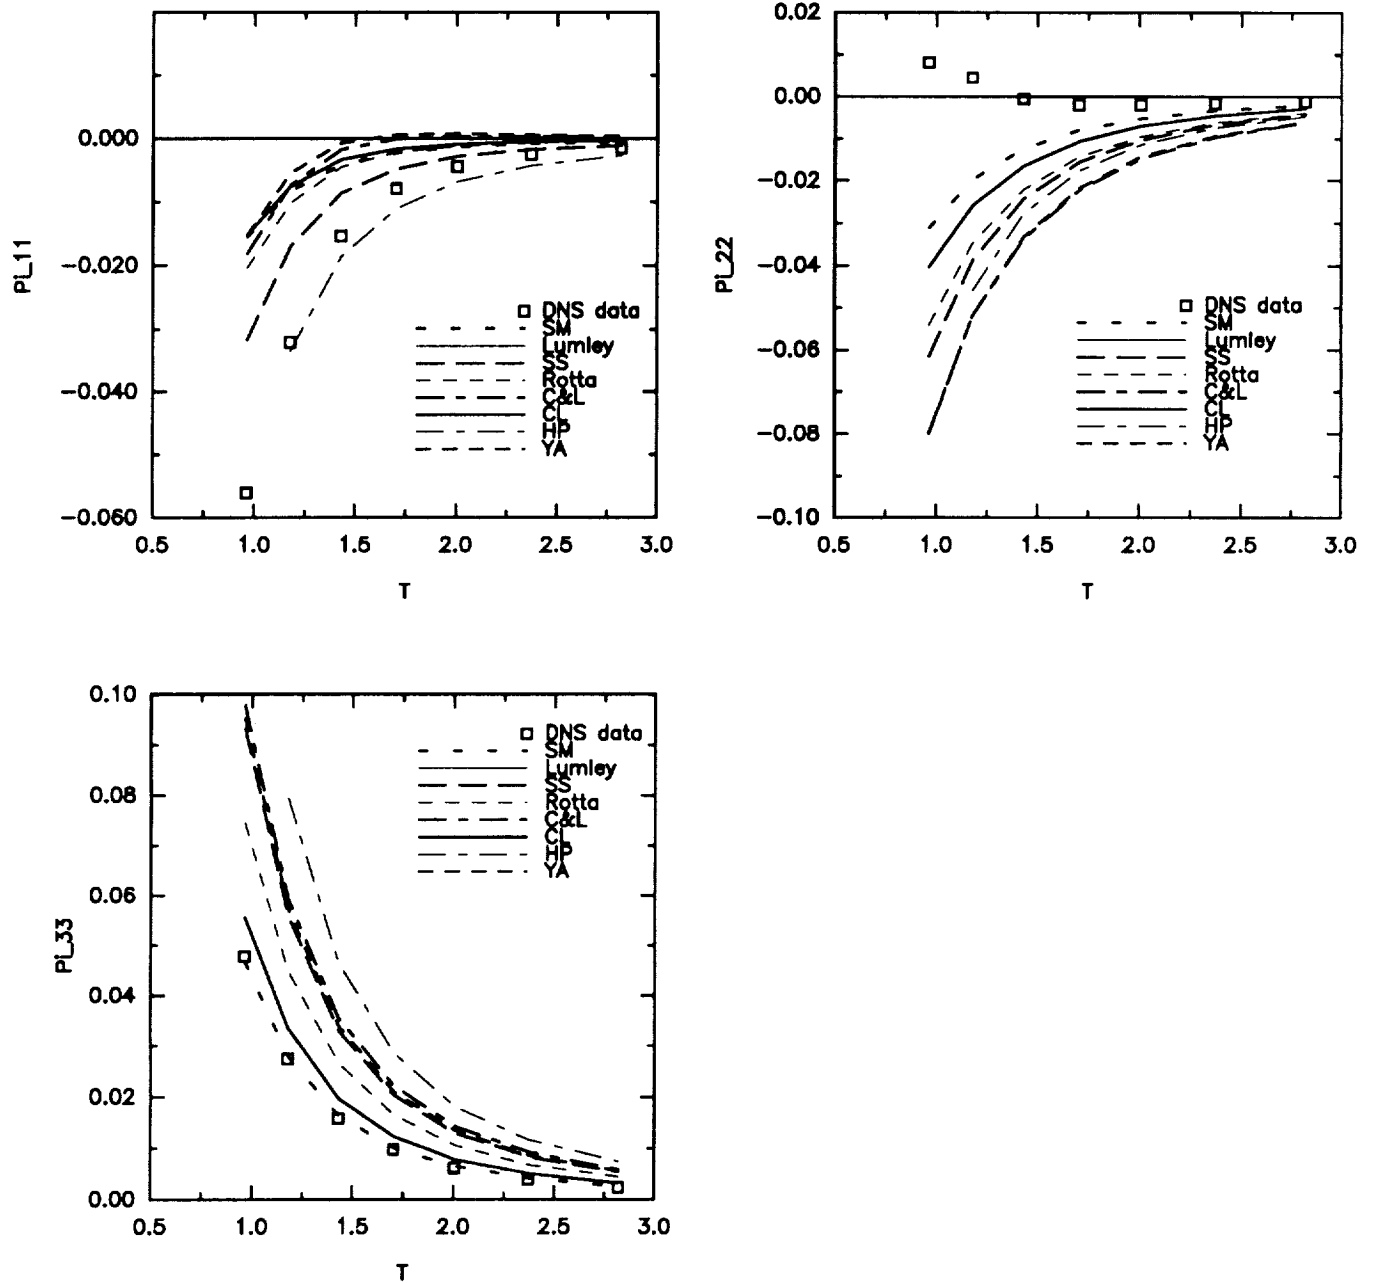 0.000
-0.020
-0.040
-0.060
0.5 1.0 1.5 2.0 2.5 3.0
Pi_11
T
DNS data
SM
Lumley
SS
Rotta
C&L
CL
HP
YA
0.02
0.00
-0.02
-0.04
-0.06
-0.08
-0.10
0.5 1.0 1.5 2.0 2.5 3.0
Pi_22
T
DNS data
SM
Lumley
SS
Rotta
C&L
CL
HP
YA
0.10
0.08
0.06
0.04
0.02
0.00
0.5 1.0 1.5 2.0 2.5 3.0
Pi_33
T
DNS data
SM
Lumley
SS
Rotta
C&L
CL
HP
YA